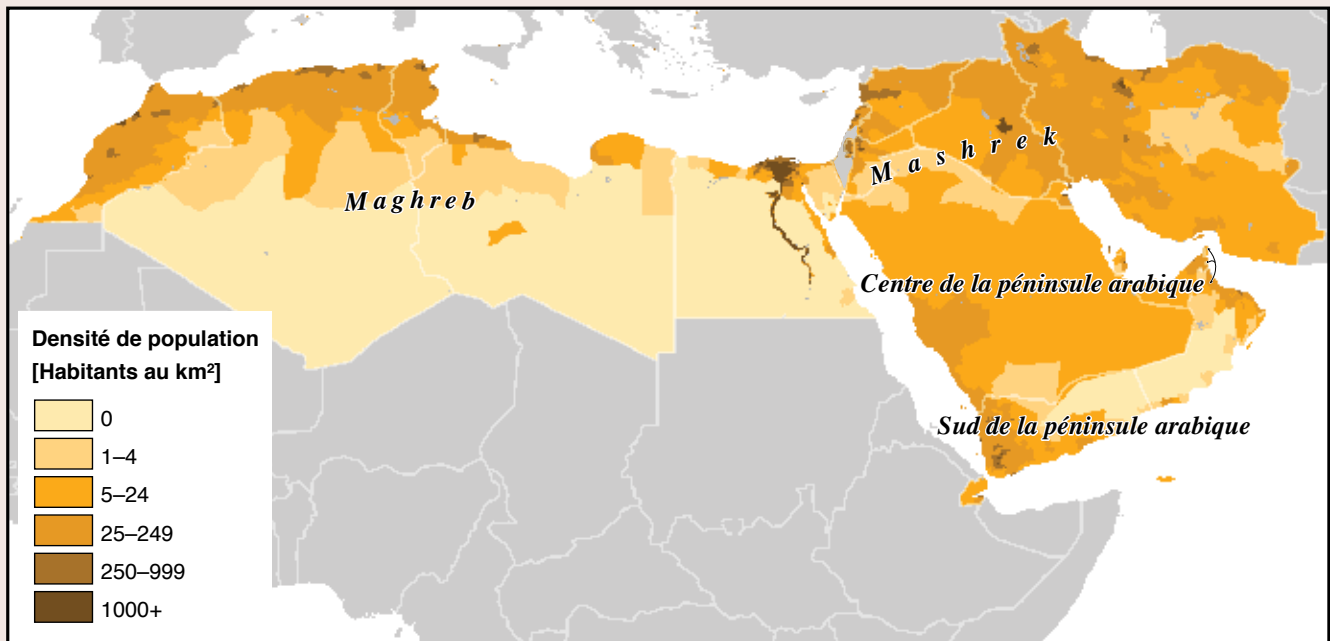 Maghreb
Mashrek
Centre de la péninsule arabique
Sud de la péninsule arabique
Densité de population
[Habitants au km²]
0
1–4
5–24
25–249
250–999
1000+